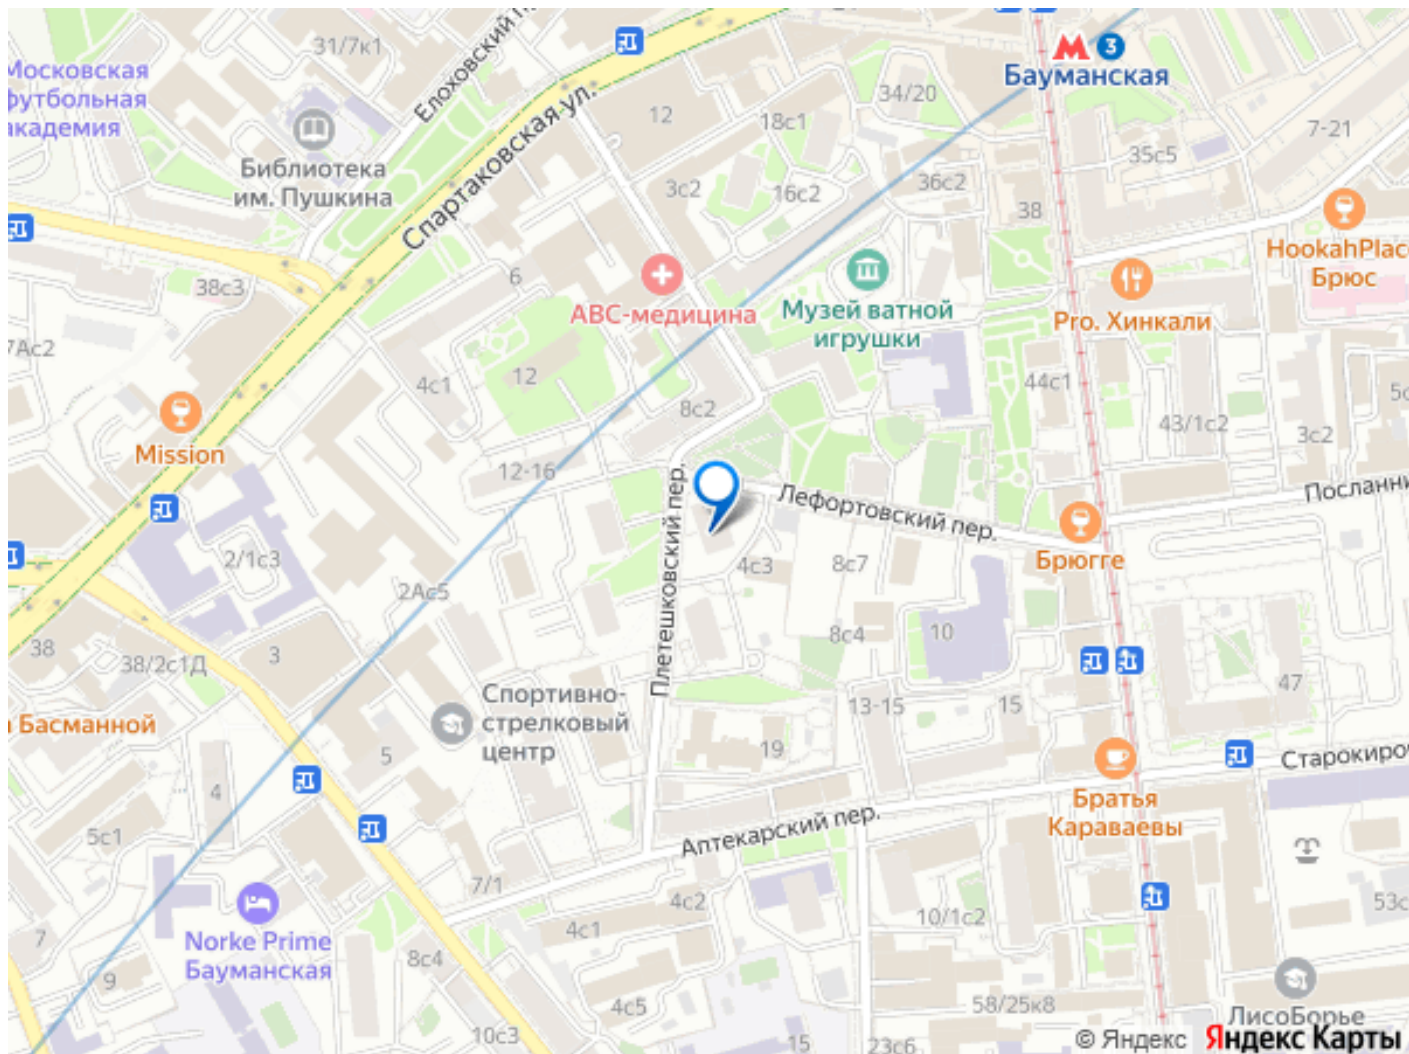 31/7к1
Елоховский п
Московская
футбольная
академия
Библиотека
им. Пушкина
Спартаковская ул.
12
18с1
34/20
3
Бауманская
7-21
35с5
3с2
16с2
36с2
38
HookahPlac
Брюс
38с3
6
АВС-медицина
Музей ватной
игрушки
Pro. Хинкали
7Ас2
4с1
12
8с2
44с1
43/1с2
3с2
5с
Mission
12-16
Плетешковский пер.
Лефортовский пер.
Посланни
Брюгге
2/1с3
2Ас5
4с3
8с7
8с4
10
38
38/2с1Д
3
Спортивно-
стрелковый
центр
13-15
15
47
а Басманной
5
19
4
Старокиро
Братья
Караваевы
5с1
Аптекарский пер.
7/1
4с2
10/1с2
53с
4с1
Norke Prime
Бауманская
7
9
8с4
4с5
58/25к8
ЛисоБорье
10с3
15
23с6
© Яндекс Яндекс Карты